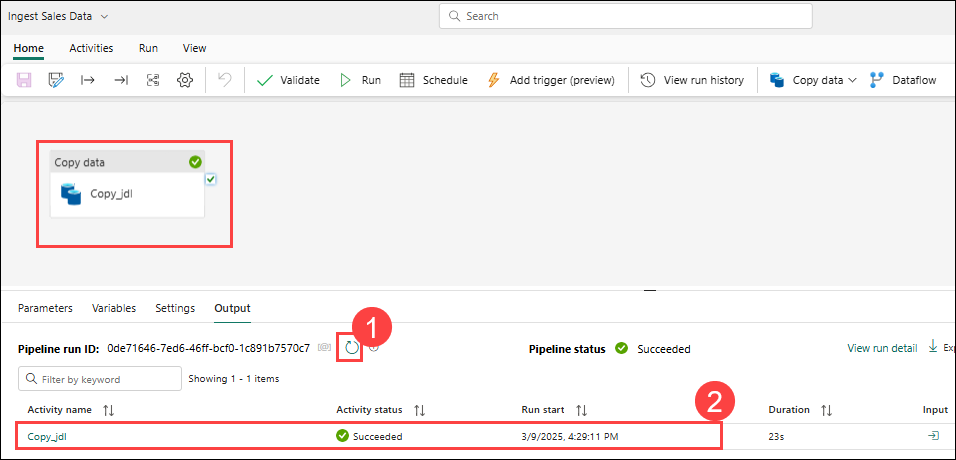 Ingest Sales Data
Search
Home Activities Run View
Validate Run Schedule Add trigger (preview) View run history Copy data Dataflow
Copy data
Copy_jdl
Parameters Variables Settings Output
1
Pipeline run ID: 0de71646-7ed6-46ff-bcf0-1c891b7570c7 Pipeline status Succeeded View run detail Exp
Filter by keyword Showing 1 - 1 items
2
Activity name Activity status Run start Duration Input
Copy_jdl Succeeded 3/9/2025, 4:29:11 PM 23s